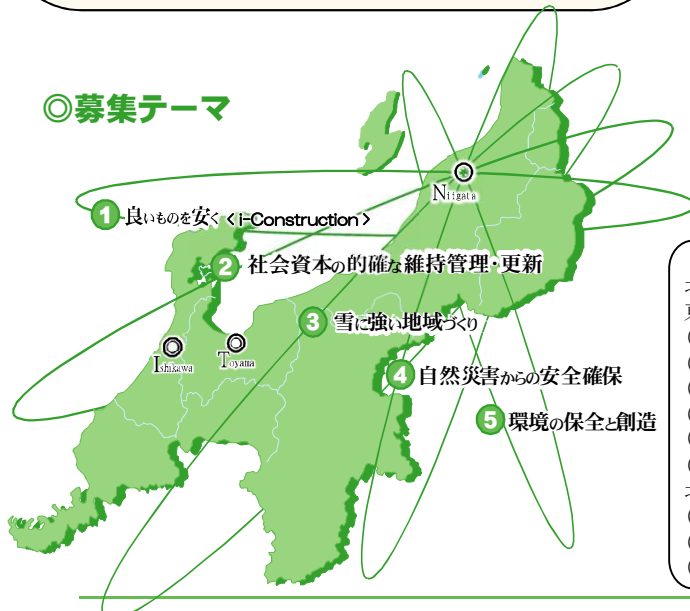 ◎募集テーマ
Niigata
1 良いものを安く <i-Construction>
2 社会資本の的確な維持管理・更新
3 雪に強い地域づくり
Ishikawa
Toyama
4 自然災害からの安全確保
5 環境の保全と創造